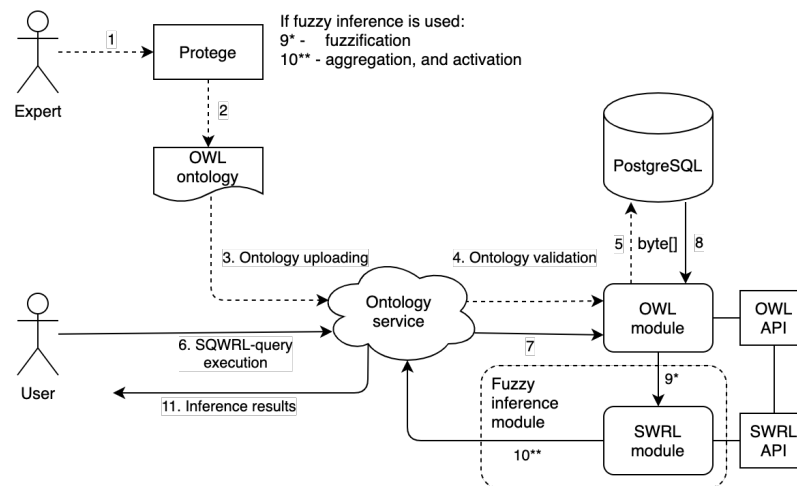 If fuzzy inference is used:
9* - fuzzification
10** - aggregation, and activation
1
Protege
Expert
2
OWL
ontology
PostgreSQL
5
byte[]
8
3. Ontology uploading
4. Ontology validation
Ontology
service
OWL
module
OWL
API
6. SQWRL-query
execution
7
User
9*
Fuzzy
inference
module
11. Inference results
SWRL
module
SWRL
API
10**